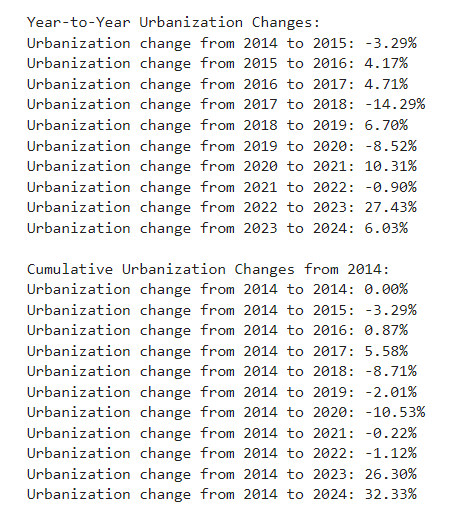 Year-to-Year Urbanization Changes:
Urbanization change from 2014 to 2015: -3.29%
Urbanization change from 2015 to 2016: 4.17%
Urbanization change from 2016 to 2017: 4.71%
Urbanization change from 2017 to 2018: -14.29%
Urbanization change from 2018 to 2019: 6.70%
Urbanization change from 2019 to 2020: -8.52%
Urbanization change from 2020 to 2021: 10.31%
Urbanization change from 2021 to 2022: -0.90%
Urbanization change from 2022 to 2023: 27.43%
Urbanization change from 2023 to 2024: 6.03%
Cumulative Urbanization Changes from 2014:
Urbanization change from 2014 to 2014: 0.00%
Urbanization change from 2014 to 2015: -3.29%
Urbanization change from 2014 to 2016: 0.87%
Urbanization change from 2014 to 2017: 5.58%
Urbanization change from 2014 to 2018: -8.71%
Urbanization change from 2014 to 2019: -2.01%
Urbanization change from 2014 to 2020: -10.53%
Urbanization change from 2014 to 2021: -0.22%
Urbanization change from 2014 to 2022: -1.12%
Urbanization change from 2014 to 2023: 26.30%
Urbanization change from 2014 to 2024: 32.33%